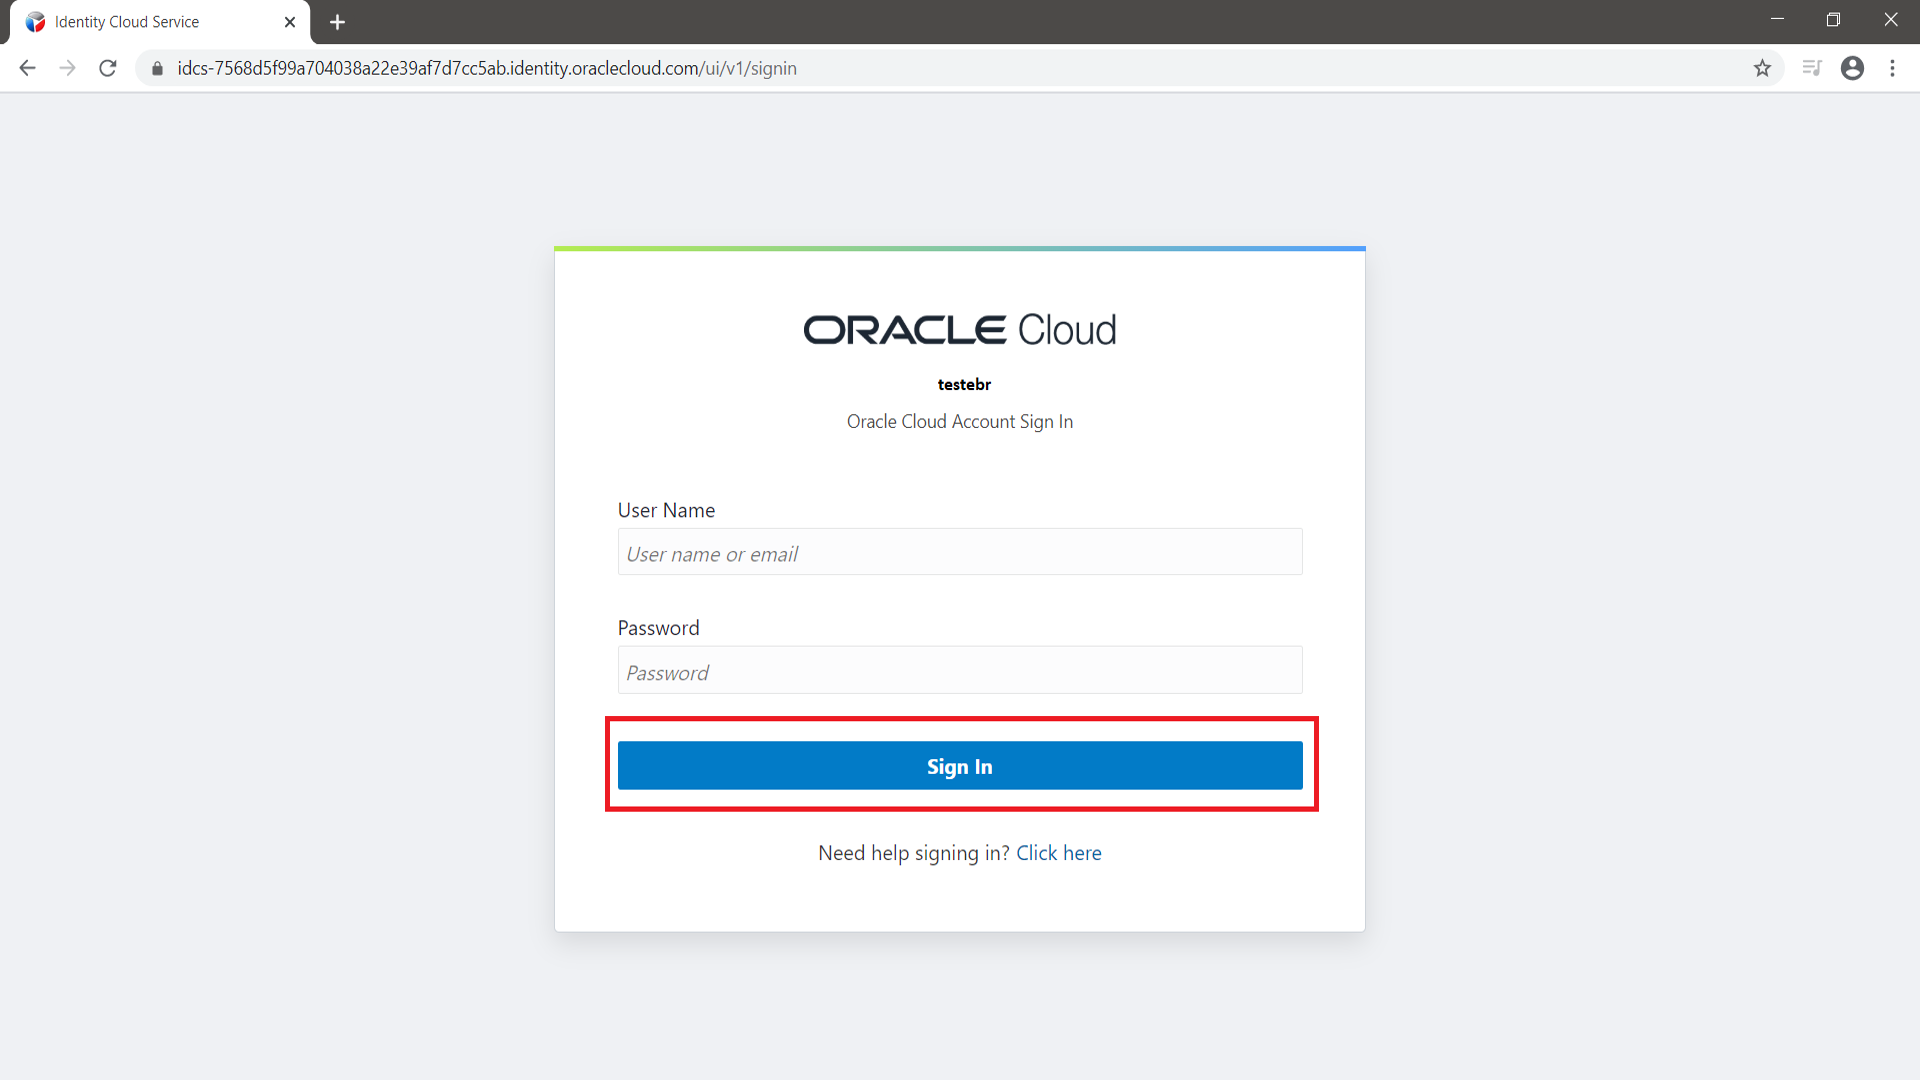 Identity Cloud Service
idcs-7568d5f99a704038a22e39af7d7cc5ab.identity.oraclecloud.com/ui/v1/signin
ORACLE Cloud
testebr
Oracle Cloud Account Sign In
User Name
User name or email
Password
Password
Sign In
Need help signing in? Click here